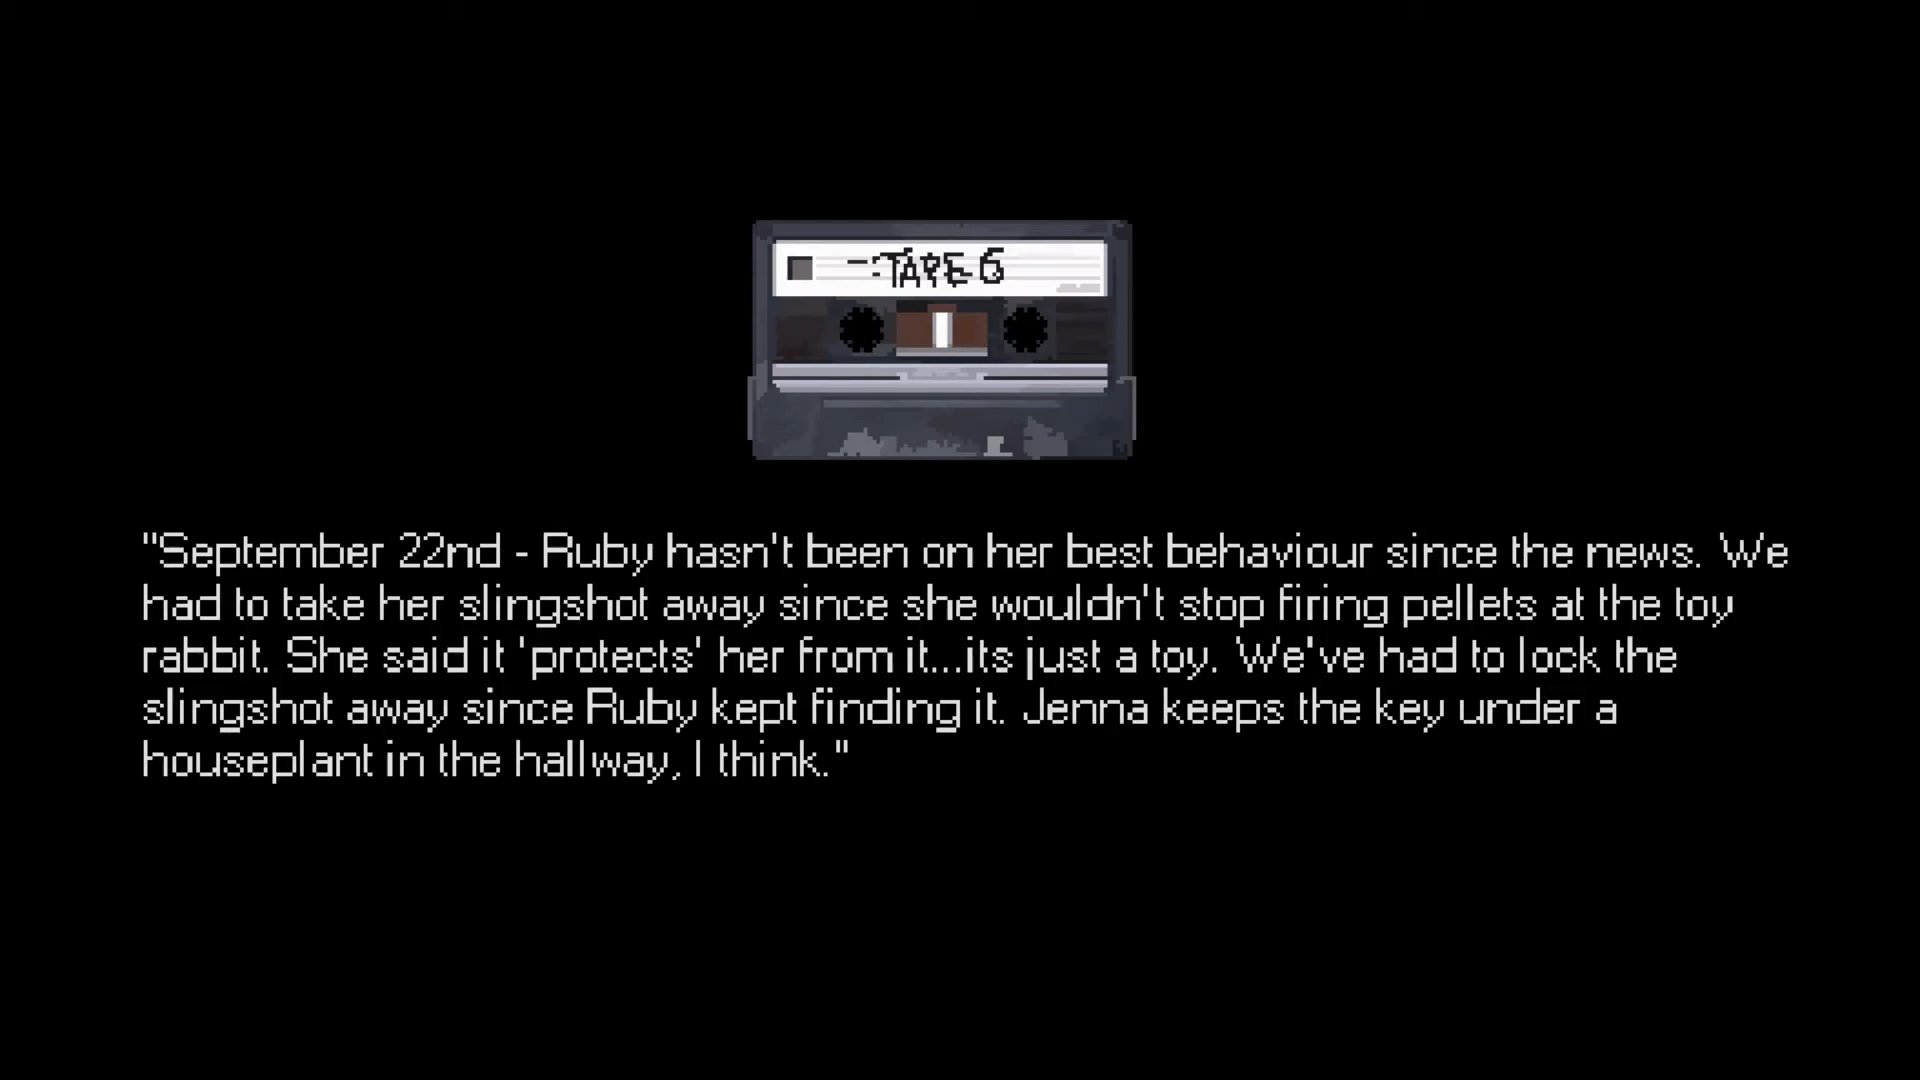 TAPE 6
"September 22nd - Ruby hasn't been on her best behaviour since the news. We
had to take her slingshot away since she wouldn't stop firing pellets at the toy
rabbit. She said it 'protects' her from it...its just a toy. We've had to lock the
slingshot away since Ruby kept finding it. Jenna keeps the key under a
houseplant in the hallway, I think."